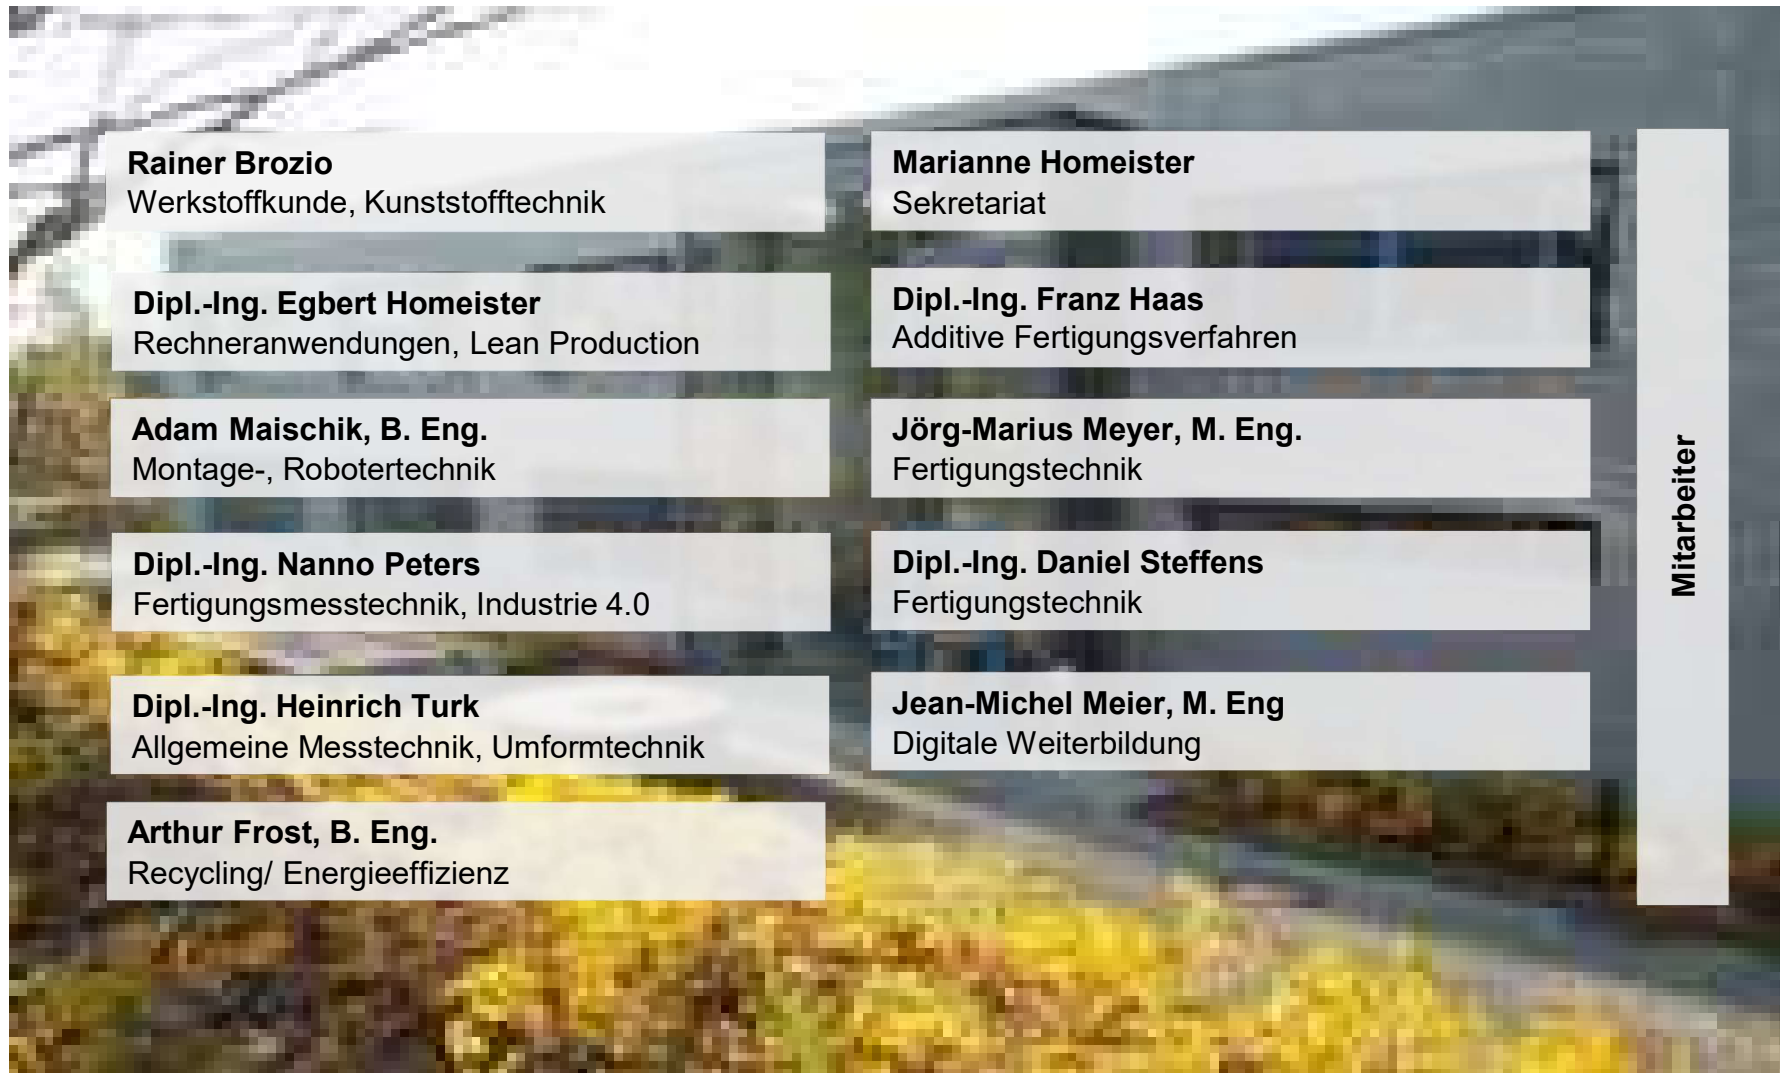 Rainer Brozio
Werkstoffkunde, Kunststofftechnik
Dipl.-Ing. Egbert Homeister
Rechneranwendungen, Lean Production
Adam Maischik, B. Eng.
Montage-, Robotertechnik
Dipl.-Ing. Nanno Peters
Fertigungsmesstechnik, Industrie 4.0
Dipl.-Ing. Heinrich Turk
Allgemeine Messtechnik, Umformtechnik
Arthur Frost, B. Eng.
Recycling/ Energieeffizienz
Marianne Homeister
Sekretariat
Dipl.-Ing. Franz Haas
Additive Fertigungsverfahren
Jörg-Marius Meyer, M. Eng.
Fertigungstechnik
Dipl.-Ing. Daniel Steffens
Fertigungstechnik
Jean-Michel Meier, M. Eng
Digitale Weiterbildung
Mitarbeiter